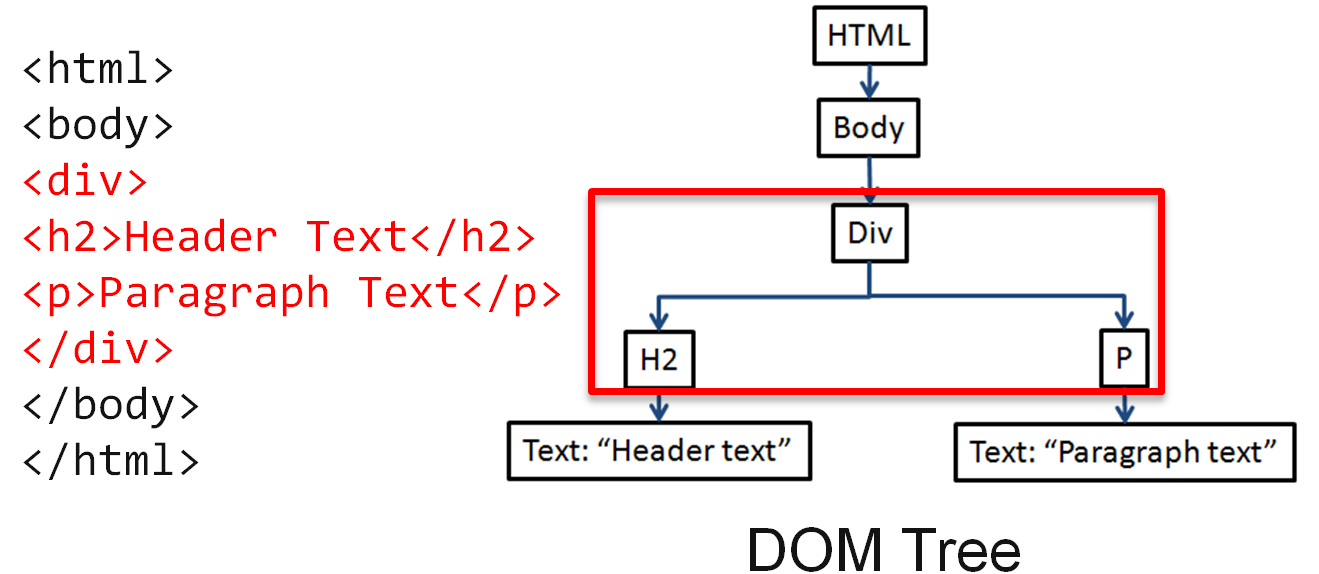 <html>
<body>
<div>
<h2>Header Text</h2>
<p>Paragraph Text</p>
</div>
</body>
</html>
HTML
Body
Div
H2
P
Text: “Header text”
Text: “Paragraph text”
DOM Tree